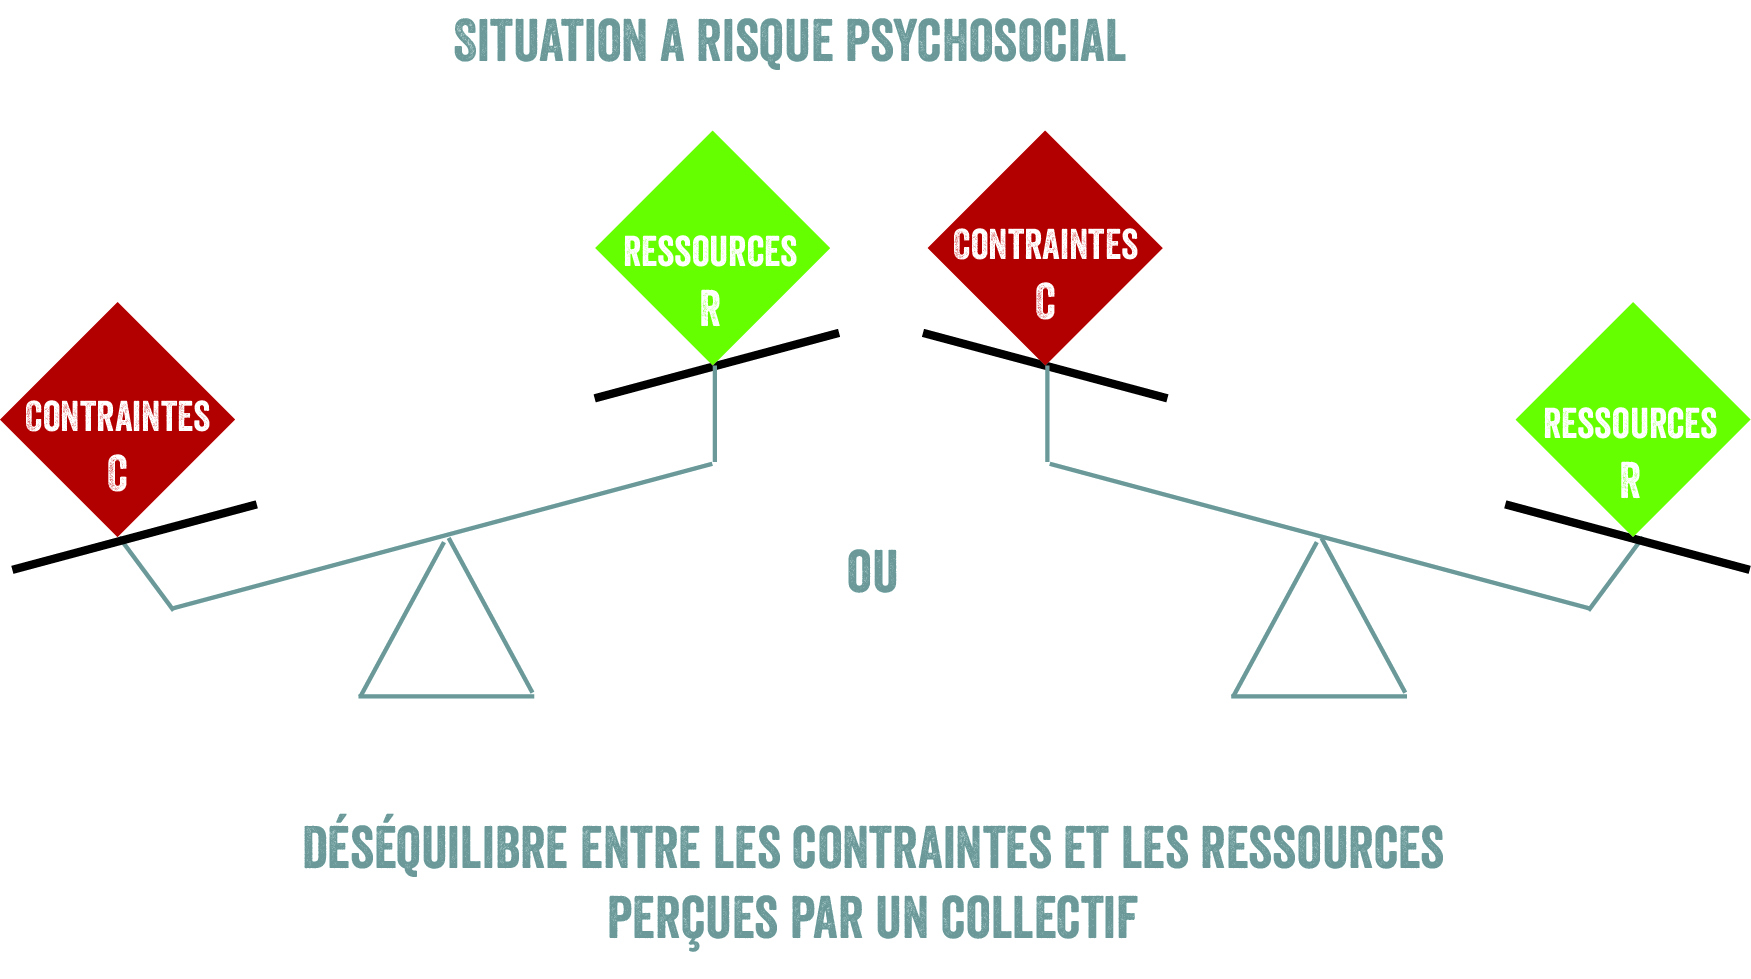 SITUATION A RISQUE PSYCHOSOCIAL
CONTRAINTES
C
RESSOURCES
R
CONTRAINTES
C
RESSOURCES
R
OU
DÉSÉQUILIBRE ENTRE LES CONTRAINTES ET LES RESSOURCES
PERÇUES PAR UN COLLECTIF